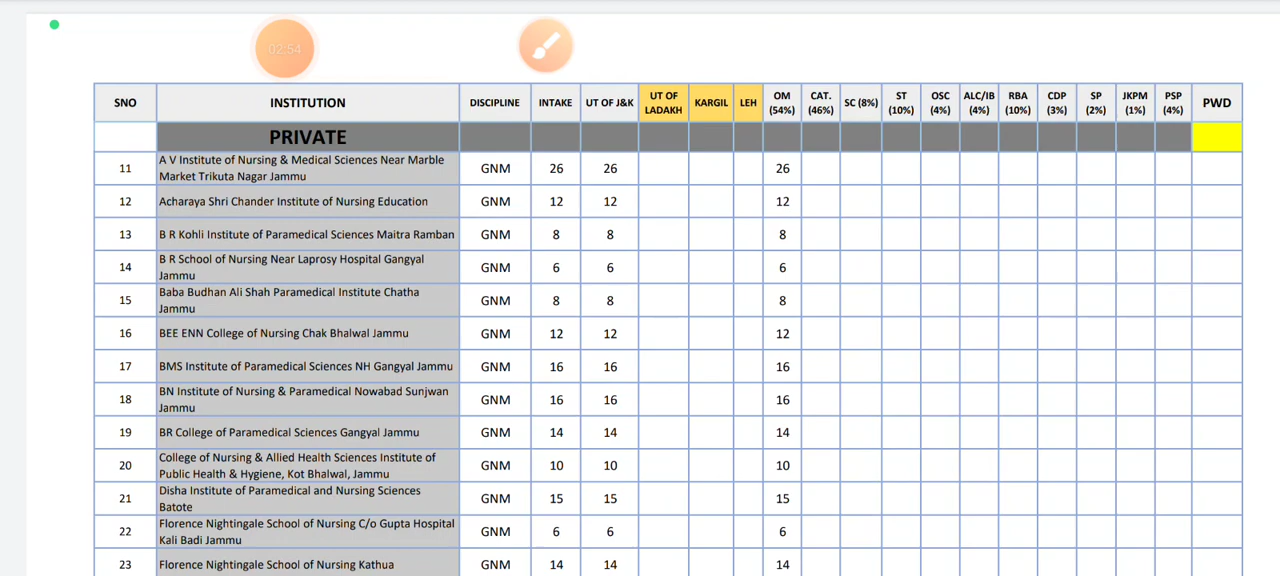 02:54
SNO INSTITUTION DISCIPLINE INTAKE UT OF J&K UT OF LADAKH KARGIL LEH OM (54%) CAT. (46%) SC (8%) ST (10%) OSC (4%) ALC/IB (4%) RBA (10%) CDP (3%) SP (2%) JKPM (1%) PSP (4%) PWD
PRIVATE
11 A V Institute of Nursing & Medical Sciences Near Marble Market Trikuta Nagar Jammu GNM 26 26 26
12 Acharaya Shri Chander Institute of Nursing Education GNM 12 12 12
13 B R Kohli Institute of Paramedical Sciences Maitra Ramban GNM 8 8 8
14 B R School of Nursing Near Laprosy Hospital Gangyal Jammu GNM 6 6 6
15 Baba Budhan Ali Shah Paramedical Institute Chatha Jammu GNM 8 8 8
16 BEE ENN College of Nursing Chak Bhalwal Jammu GNM 12 12 12
17 BMS Institute of Paramedical Sciences NH Gangyal Jammu GNM 16 16 16
18 BN Institute of Nursing & Paramedical Nowabad Sunjwan Jammu GNM 16 16 16
19 BR College of Paramedical Sciences Gangyal Jammu GNM 14 14 14
20 College of Nursing & Allied Health Sciences Institute of Public Health & Hygiene, Kot Bhalwal, Jammu GNM 10 10 10
21 Disha Institute of Paramedical and Nursing Sciences Batote GNM 15 15 15
22 Florence Nightingale School of Nursing C/o Gupta Hospital Kali Badi Jammu GNM 6 6 6
23 Florence Nightingale School of Nursing Kathua GNM 14 14 14